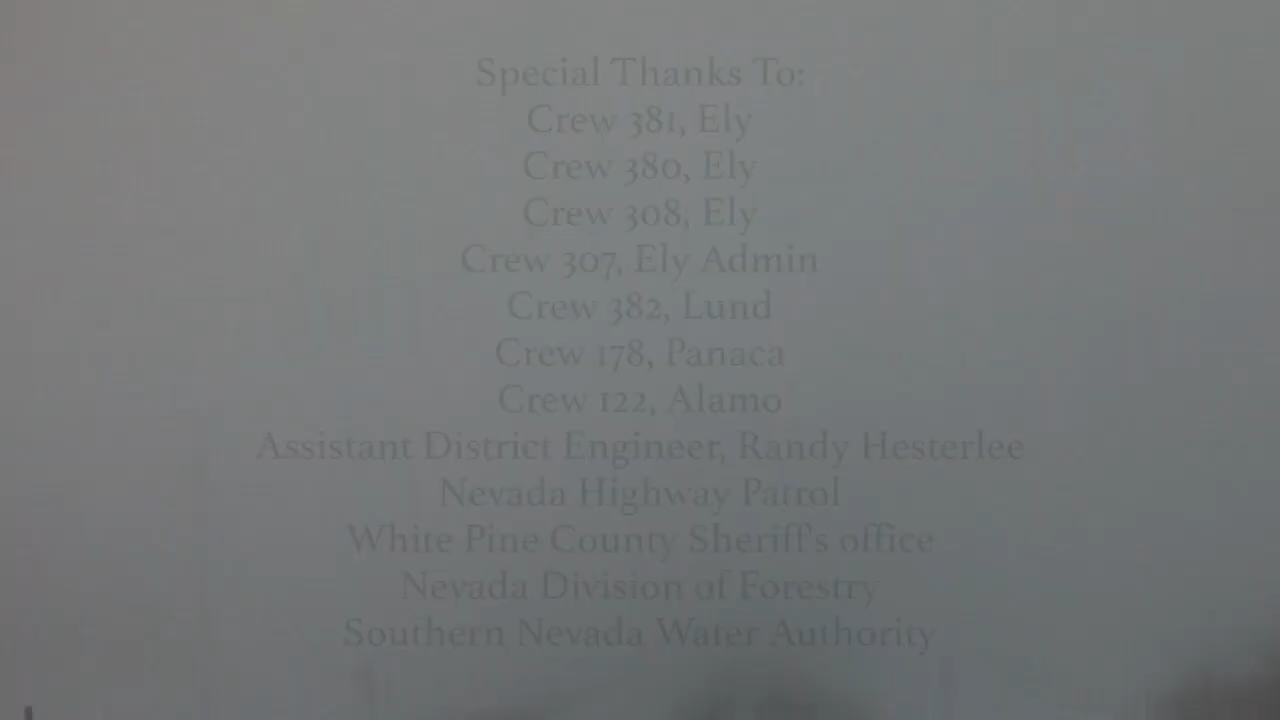 Special Thanks To:
Crew 381, Ely
Crew 380, Ely
Crew 308, Ely
Crew 307, Ely Admin
Crew 382, Lund
Crew 178, Panaca
Crew 122, Alamo
Assistant District Engineer, Randy Hesterlee
Nevada Highway Patrol
White Pine County Sheriff's office
Nevada Division of Forestry
Southern Nevada Water Authority